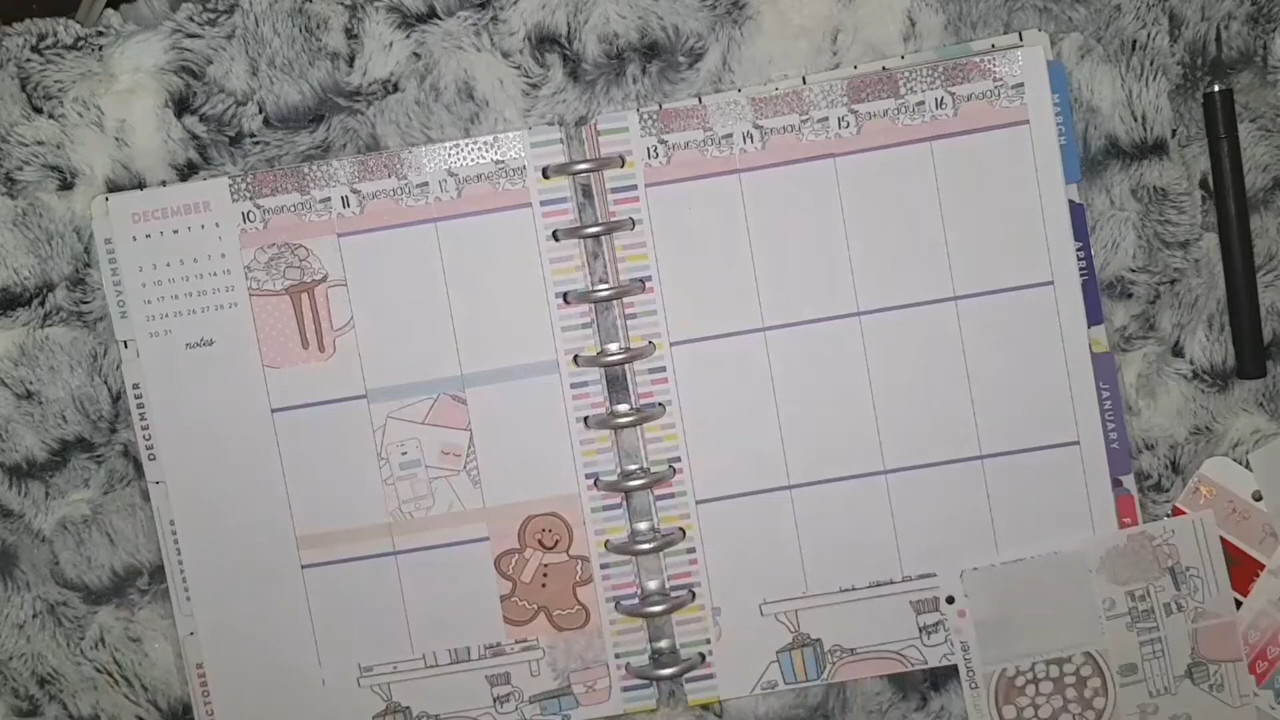 DECEMBER
S M T W T F S
1
2 3 4 5 6 7 8
9 10 11 12 13 14 15
16 17 18 19 20 21 22
23 24 25 26 27 28 29
30 31
notes
10 monday
11 tuesday
12 wednesday
13 thursday
14 friday
15 saturday
16 sunday
NOVEMBER
DECEMBER
OCTOBER
MARCH
APRIL
JANUARY
planner